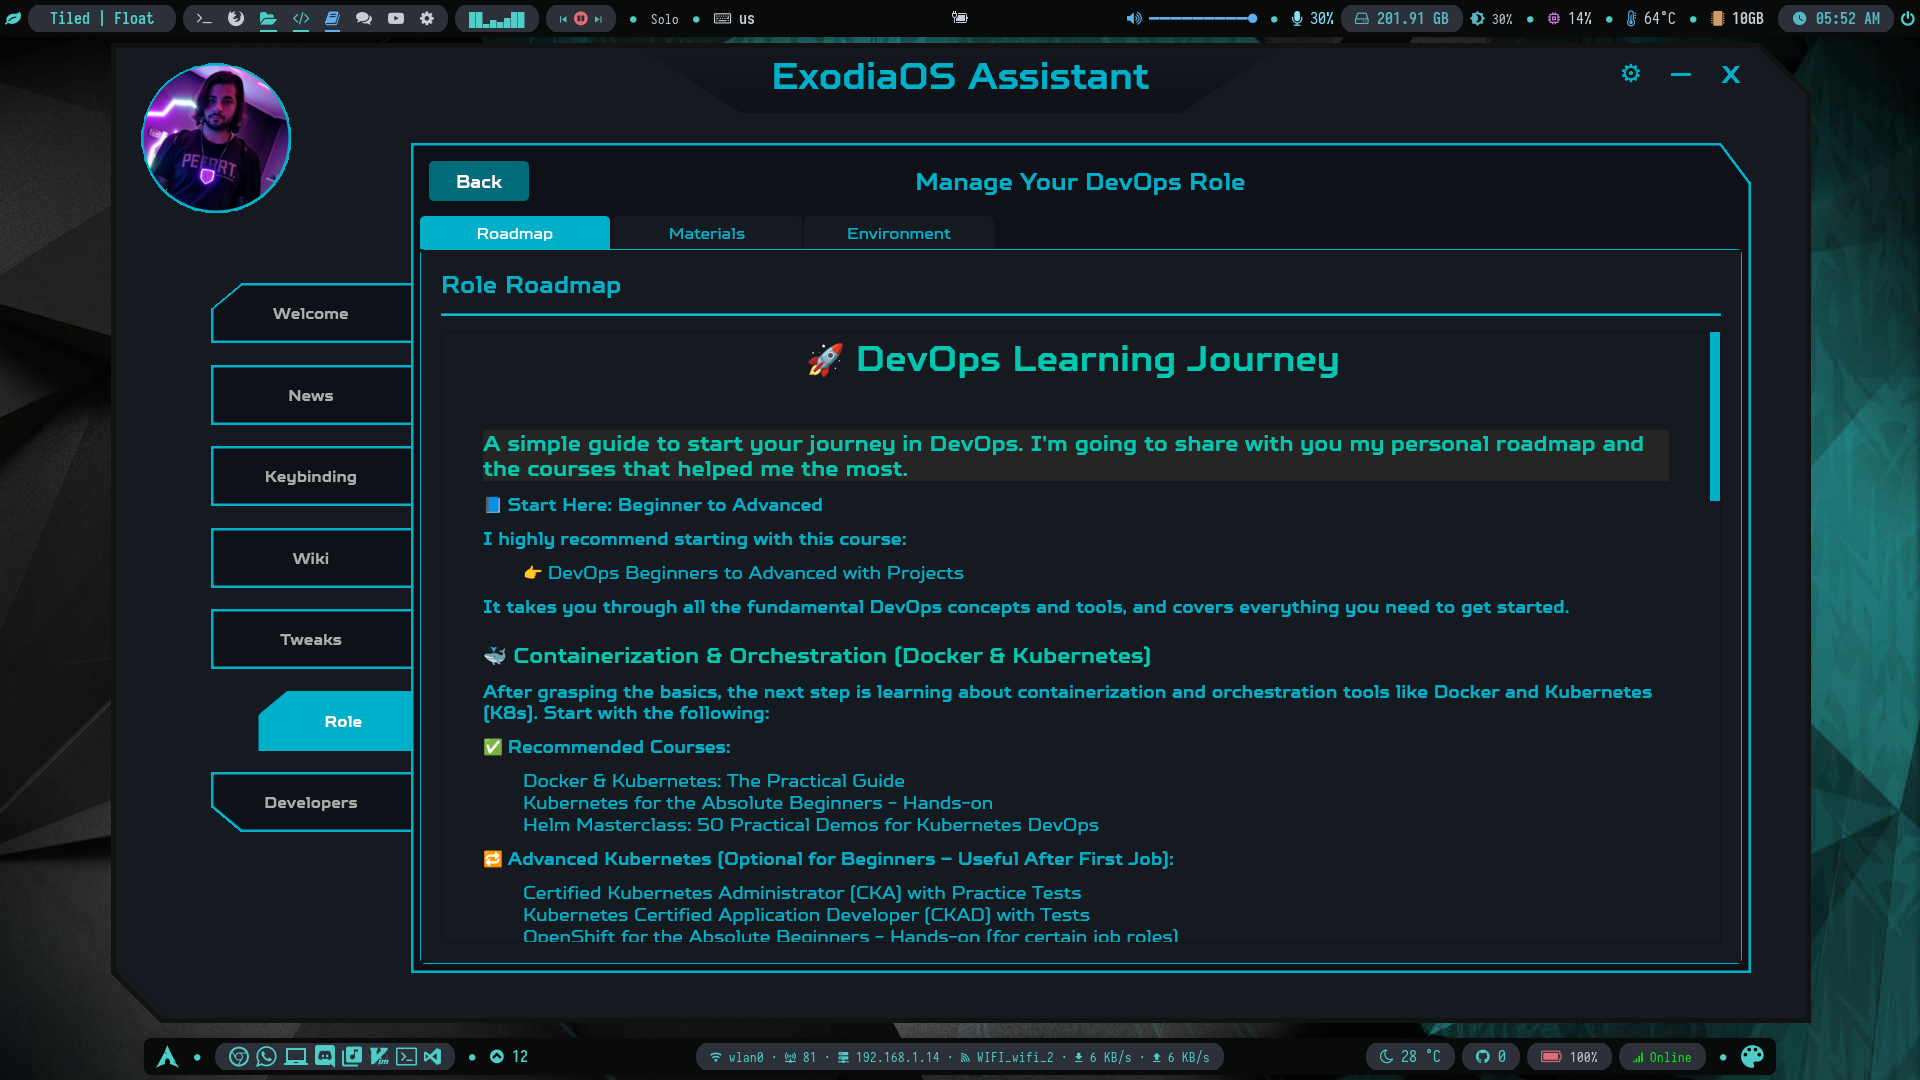 Tiled | Float
Solo
us
30%
201.91 GB
30%
14%
64°C
10GB
05:52 AM
ExodiaOS Assistant
X
Back
Manage Your DevOps Role
Roadmap
Materials
Environment
Role Roadmap
Welcome
News
Keybinding
Wiki
Tweaks
Role
Developers
🚀 DevOps Learning Journey
A simple guide to start your journey in DevOps. I'm going to share with you my personal roadmap and
the courses that helped me the most.
📘 Start Here: Beginner to Advanced
I highly recommend starting with this course:
👉 DevOps Beginners to Advanced with Projects
It takes you through all the fundamental DevOps concepts and tools, and covers everything you need to get started.
🐳 Containerization & Orchestration (Docker & Kubernetes)
After grasping the basics, the next step is learning about containerization and orchestration tools like Docker and Kubernetes
(K8s). Start with the following:
✅ Recommended Courses:
Docker & Kubernetes: The Practical Guide
Kubernetes for the Absolute Beginners - Hands-on
Helm Masterclass: 50 Practical Demos for Kubernetes DevOps
🔁 Advanced Kubernetes (Optional for Beginners – Useful After First Job):
Certified Kubernetes Administrator (CKA) with Practice Tests
Kubernetes Certified Application Developer (CKAD) with Tests
OpenShift for the Absolute Beginners - Hands-on (for certain job roles)
12
wlan0 · 81 · 192.168.1.14 · WIFI_wifi_2 · 6 KB/s · 6 KB/s
28 °C
0
100%
Online